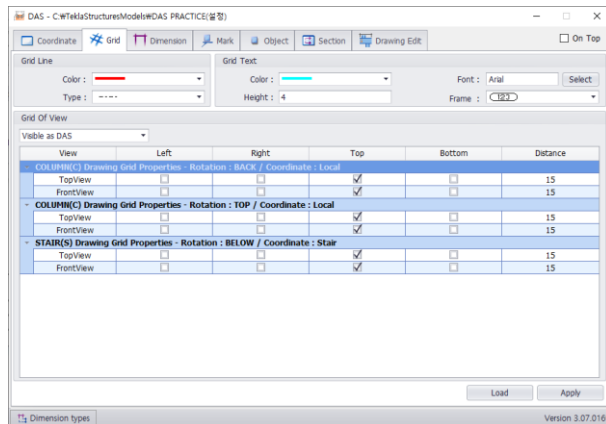 DAS - C:₩TeklaStructuresModels₩DAS PRACTICE(설정)
Coordinate Grid Dimension Mark Object Section Drawing Edit On Top
Grid Line Grid Text
Color : Color : Font : Arial Select
Type : Height : 4 Frame : 123
Grid Of View
Visible as DAS
View Left Right Top Bottom Distance
COLUMN(C) Drawing Grid Properties - Rotation : BACK / Coordinate : Local
TopView 15
FrontView 15
COLUMN(C) Drawing Grid Properties - Rotation : TOP / Coordinate : Local
TopView 15
FrontView 15
STAIR(S) Drawing Grid Properties - Rotation : BELOW / Coordinate : Stair
TopView 15
FrontView 15
Load Apply
Dimension types Version 3.07.016